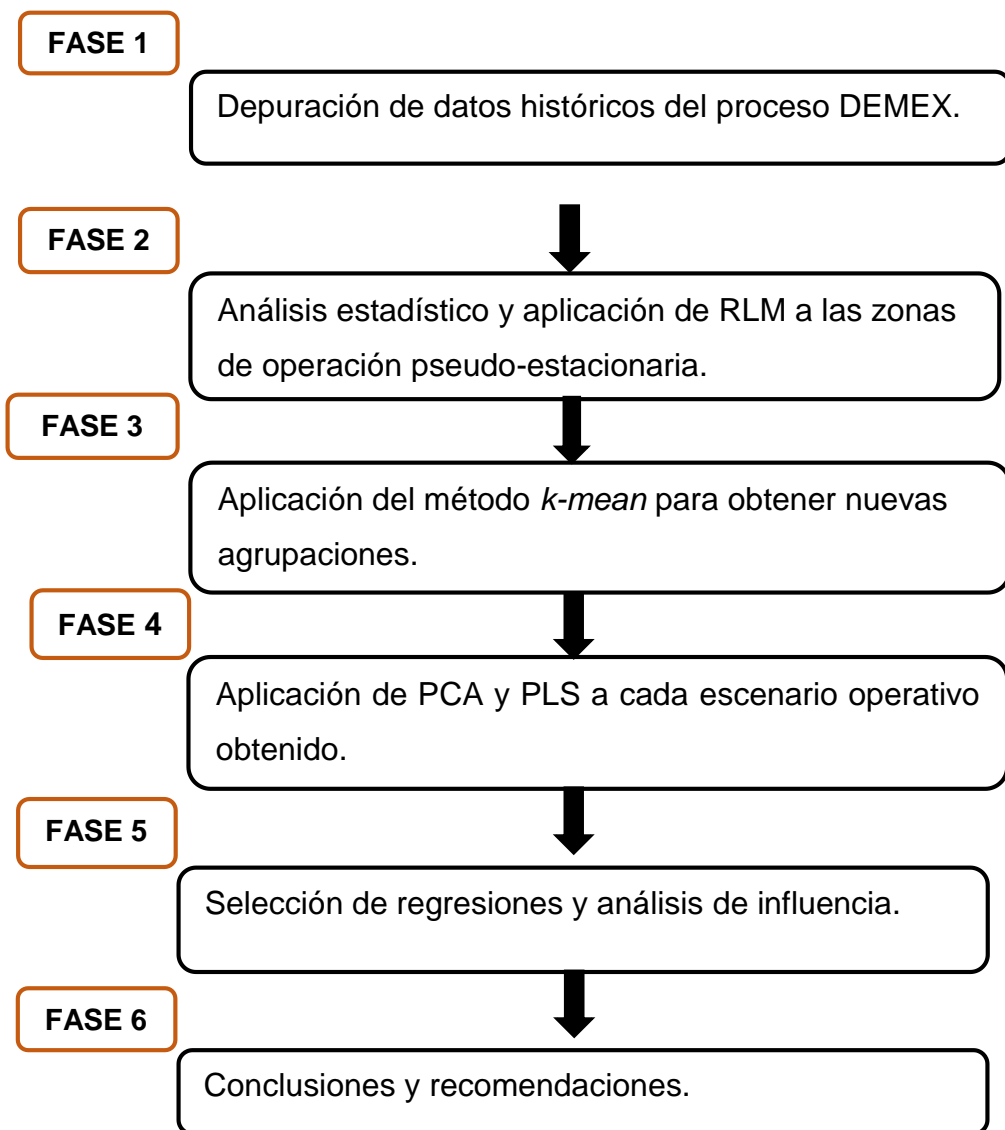 FASE 1
Depuración de datos históricos del proceso DEMEX.
FASE 2
Análisis estadístico y aplicación de RLM a las zonas
de operación pseudo-estacionaria.
FASE 3
Aplicación del método k-mean para obtener nuevas
agrupaciones.
FASE 4
Aplicación de PCA y PLS a cada escenario operativo
obtenido.
FASE 5
Selección de regresiones y análisis de influencia.
FASE 6
Conclusiones y recomendaciones.